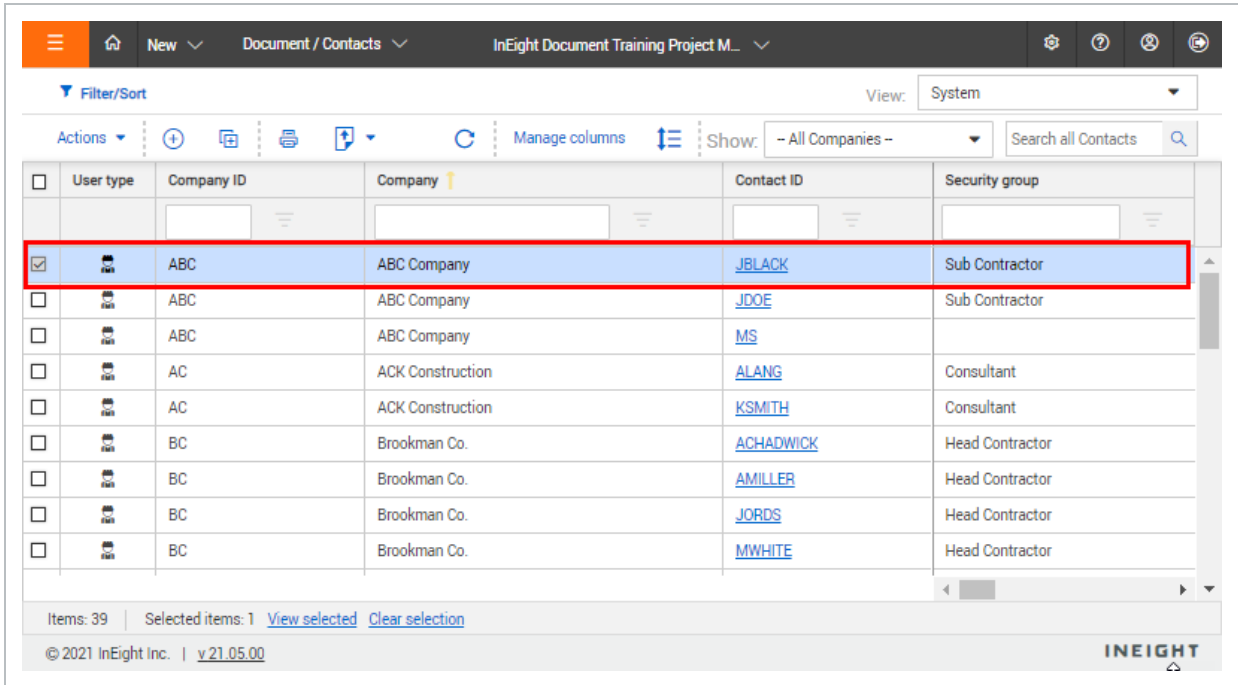 New Document / Contacts InEight Document Training Project M...
Filter/Sort View: System
Actions Manage columns Show: -- All Companies -- Search all Contacts
User type Company ID Company Contact ID Security group
ABC ABC Company JBLACK Sub Contractor
ABC ABC Company JDOE Sub Contractor
ABC ABC Company MS
AC ACK Construction ALANG Consultant
AC ACK Construction KSMITH Consultant
BC Brookman Co. ACHADWICK Head Contractor
BC Brookman Co. AMILLER Head Contractor
BC Brookman Co. JORDS Head Contractor
BC Brookman Co. MWHITE Head Contractor
Items: 39 | Selected items: 1 View selected Clear selection
© 2021 InEight Inc. | v 21.05.00 INEIGHT